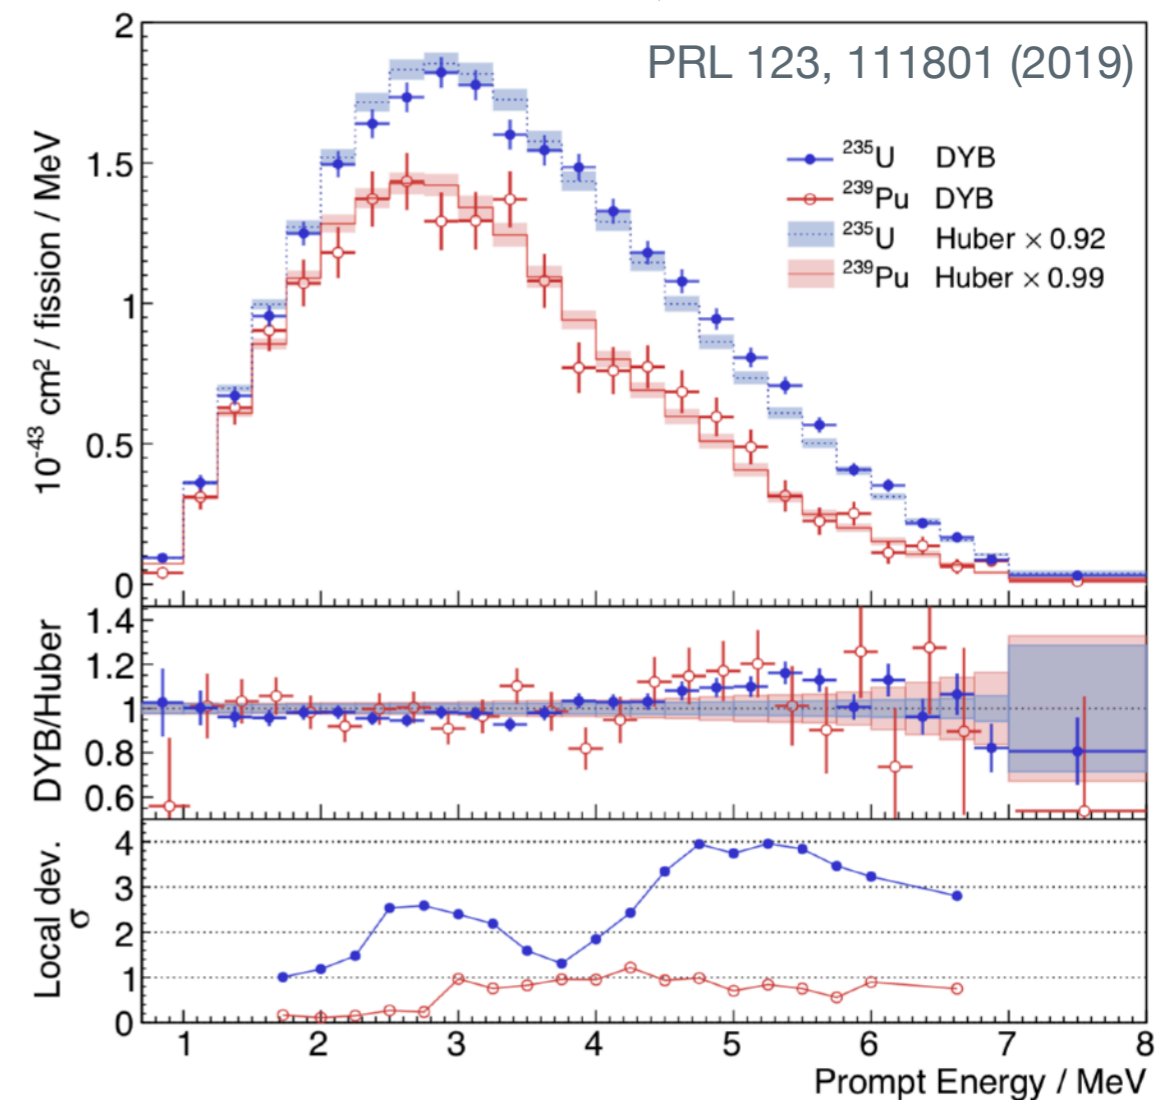 PRL 123, 111801 (2019)
2
1.5
1
0.5
0
10⁻⁴³ cm² / fission / MeV
²³⁵U DYB
²³⁹Pu DYB
²³⁵U Huber × 0.92
²³⁹Pu Huber × 0.99
1.4
1.2
1
0.8
0.6
DYB/Huber
4
3
2
1
0
Local dev.
σ
1 2 3 4 5 6 7 8
Prompt Energy / MeV